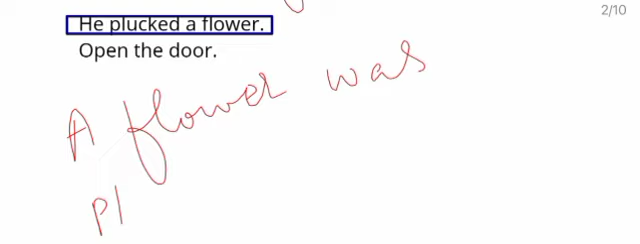 2/10
He plucked a flower.
Open the door.
A flower was
pl